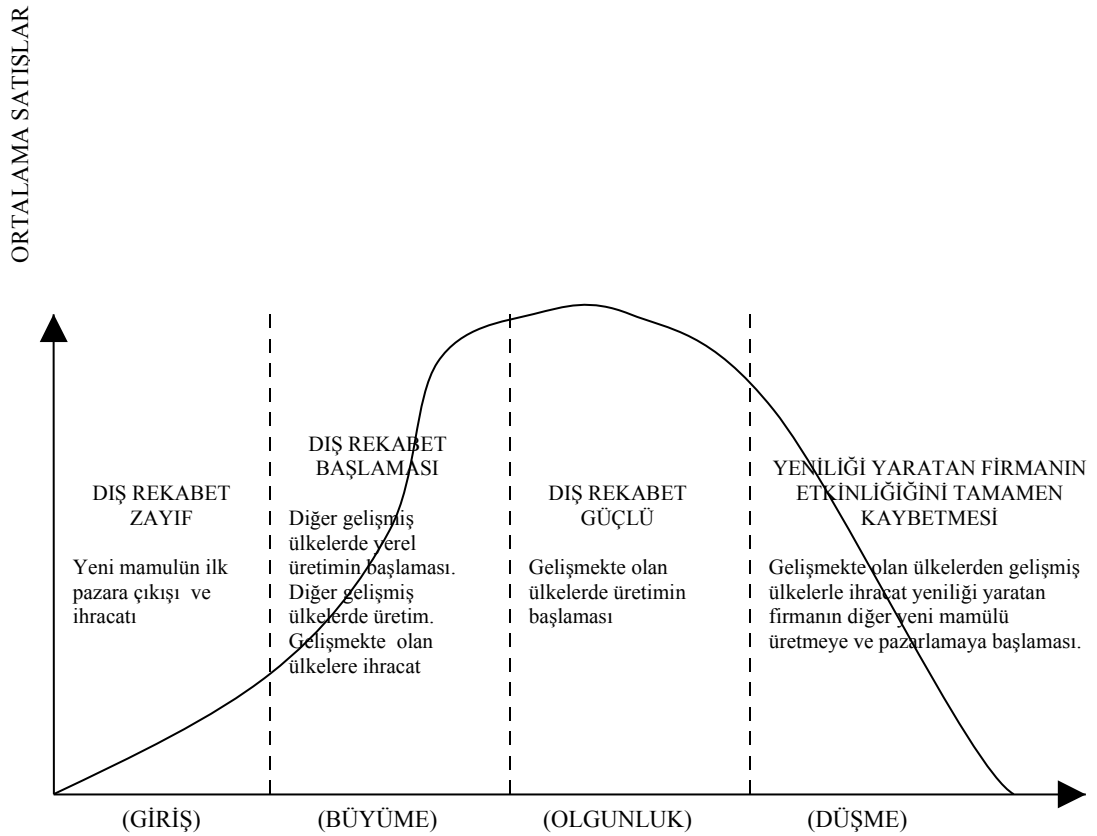 ORTALAMA SATIŞLAR
DIŞ REKABET
ZAYIF
Yeni mamulün ilk
pazara çıkışı ve
ihracatı
DIŞ REKABET
BAŞLAMASI
Diğer gelişmiş
ülkelerde yerel
üretimin başlaması.
Diğer gelişmiş
ülkelerde üretim.
Gelişmekte olan
ülkelere ihracat
DIŞ REKABET
GÜÇLÜ
Gelişmekte olan
ülkelerde üretimin
başlaması
YENİLİĞİ YARATAN FİRMANIN
ETKİNLİĞİĞİNİ TAMAMEN
KAYBETMESİ
Gelişmekte olan ülkelerden gelişmiş
ülkelerle ihracat yeniliği yaratan
firmanın diğer yeni mamülü
üretmeye ve pazarlamaya başlaması.
(GİRİŞ)
(BÜYÜME)
(OLGUNLUK)
(DÜŞME)